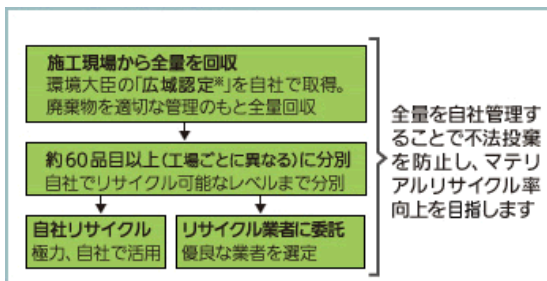 施工現場から全量を回収
環境大臣の「広域認定※」を自社で取得。
廃棄物を適切な管理のもと全量回収
約60品目以上(工場ごとに異なる)に分別
自社でリサイクル可能なレベルまで分別
自社リサイクル
極力、自社で活用
リサイクル業者に委託
優良な業者を選定
全量を自社管理す
ることで不法投棄
を防止し、マテリ
アルリサイクル率
向上を目指します